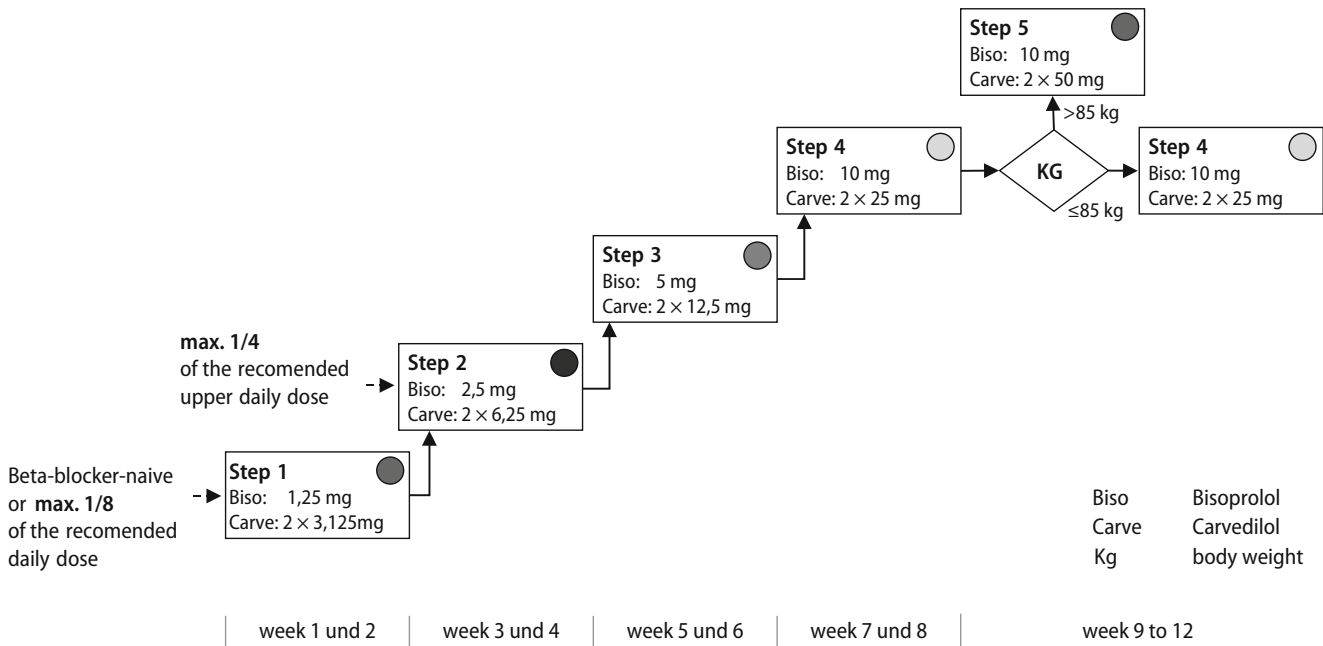 Step 5
Biso: 10 mg
Carve: 2 × 50 mg
>85 kg
Step 4
Biso: 10 mg
Carve: 2 × 25 mg
KG
≤85 kg
Step 4
Biso: 10 mg
Carve: 2 × 25 mg
Step 3
Biso: 5 mg
Carve: 2 × 12,5 mg
max. 1/4
of the recomended
upper daily dose
Step 2
Biso: 2,5 mg
Carve: 2 × 6,25 mg
Beta-blocker-naive
or max. 1/8
of the recomended
daily dose
Step 1
Biso: 1,25 mg
Carve: 2 × 3,125mg
Biso Bisoprolol
Carve Carvedilol
Kg body weight
week 1 und 2 week 3 und 4 week 5 und 6 week 7 und 8 week 9 to 12